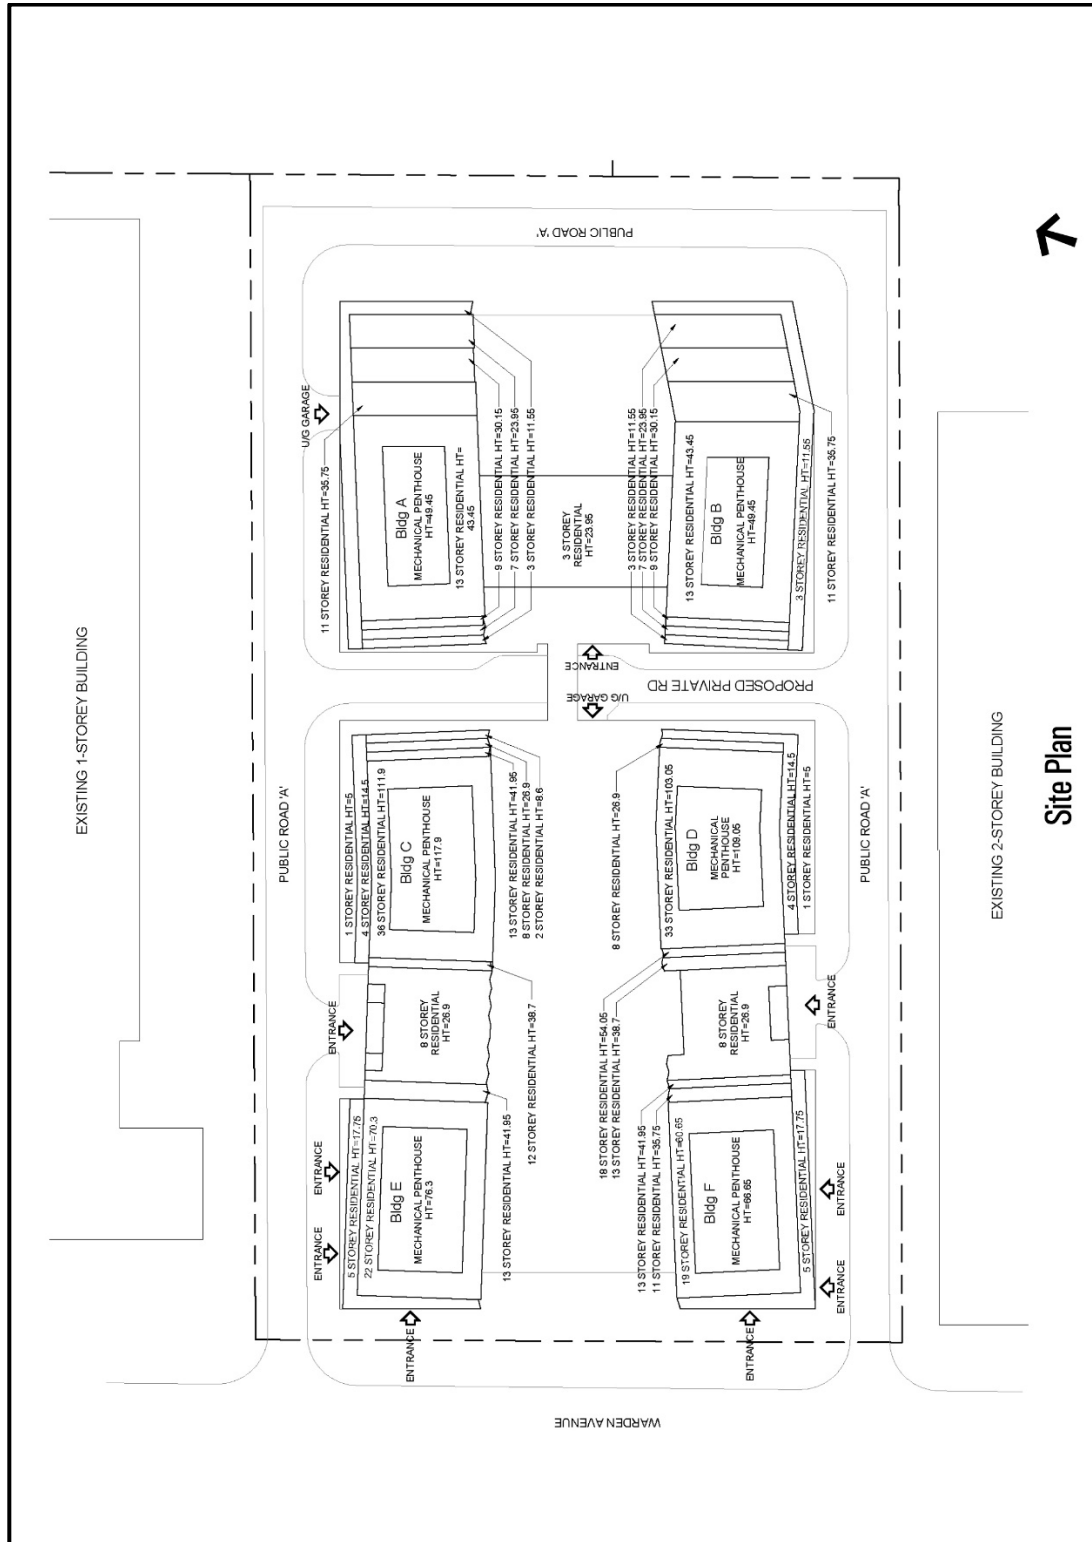 EXISTING 1-STOREY BUILDING
PUBLIC ROAD 'A'
U/G GARAGE
ENTRANCE
ENTRANCE
ENTRANCE
5 STOREY RESIDENTIAL HT=17.75
22 STOREY RESIDENTIAL HT=70.3
Bldg E
MECHANICAL PENTHOUSE
HT=76.3
ENTRANCE
13 STOREY RESIDENTIAL HT=41.95
8 STOREY
RESIDENTIAL
HT=26.9
12 STOREY RESIDENTIAL HT=38.7
1 STOREY RESIDENTIAL HT=5
4 STOREY RESIDENTIAL HT=14.5
36 STOREY RESIDENTIAL HT=111.9
Bldg C
MECHANICAL PENTHOUSE
HT=117.9
13 STOREY RESIDENTIAL HT=41.95
8 STOREY RESIDENTIAL HT=26.9
2 STOREY RESIDENTIAL HT=8.6
11 STOREY RESIDENTIAL HT=35.75
Bldg A
MECHANICAL PENTHOUSE
HT=49.45
13 STOREY RESIDENTIAL HT=
43.45
9 STOREY RESIDENTIAL HT=30.15
7 STOREY RESIDENTIAL HT=23.95
3 STOREY RESIDENTIAL HT=11.55
PUBLIC ROAD 'A'
3 STOREY
RESIDENTIAL
HT=23.95
U/G GARAGE
ENTRANCE
PROPOSED PRIVATE RD
WARDEN AVENUE
18 STOREY RESIDENTIAL HT=54.05
13 STOREY RESIDENTIAL HT=38.7
13 STOREY RESIDENTIAL HT=41.95
11 STOREY RESIDENTIAL HT=35.75
19 STOREY RESIDENTIAL HT=60.65
Bldg F
MECHANICAL PENTHOUSE
HT=66.65
5 STOREY RESIDENTIAL HT=17.75
ENTRANCE
8 STOREY
RESIDENTIAL
HT=26.9
8 STOREY RESIDENTIAL HT=26.9
33 STOREY RESIDENTIAL HT=103.05
Bldg D
MECHANICAL
PENTHOUSE
HT=109.05
4 STOREY RESIDENTIAL HT=14.5
1 STOREY RESIDENTIAL HT=5
3 STOREY RESIDENTIAL HT=11.55
7 STOREY RESIDENTIAL HT=23.95
9 STOREY RESIDENTIAL HT=30.15
13 STOREY RESIDENTIAL HT=43.45
Bldg B
MECHANICAL PENTHOUSE
HT=49.45
3 STOREY RESIDENTIAL HT=11.55
11 STOREY RESIDENTIAL HT=35.75
ENTRANCE
ENTRANCE
ENTRANCE
PUBLIC ROAD 'A'
EXISTING 2-STOREY BUILDING
Site Plan